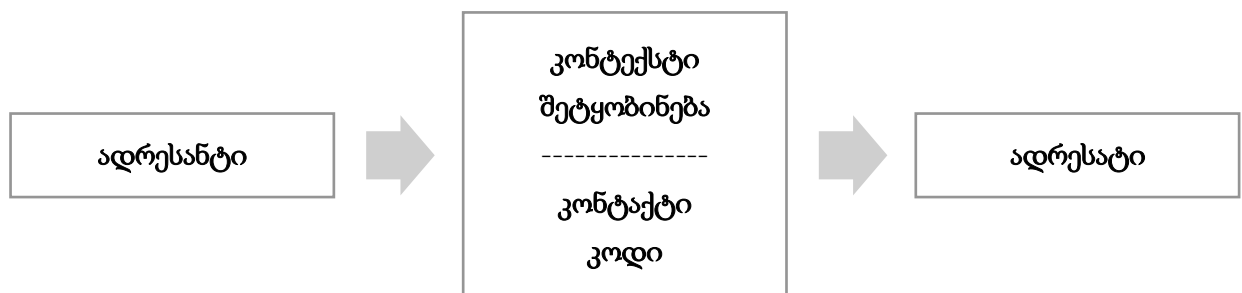 ადრესანტი
კონტექსტი
შეტყობინება
---------------
კონტაქტი
კოდი
ადრესატი